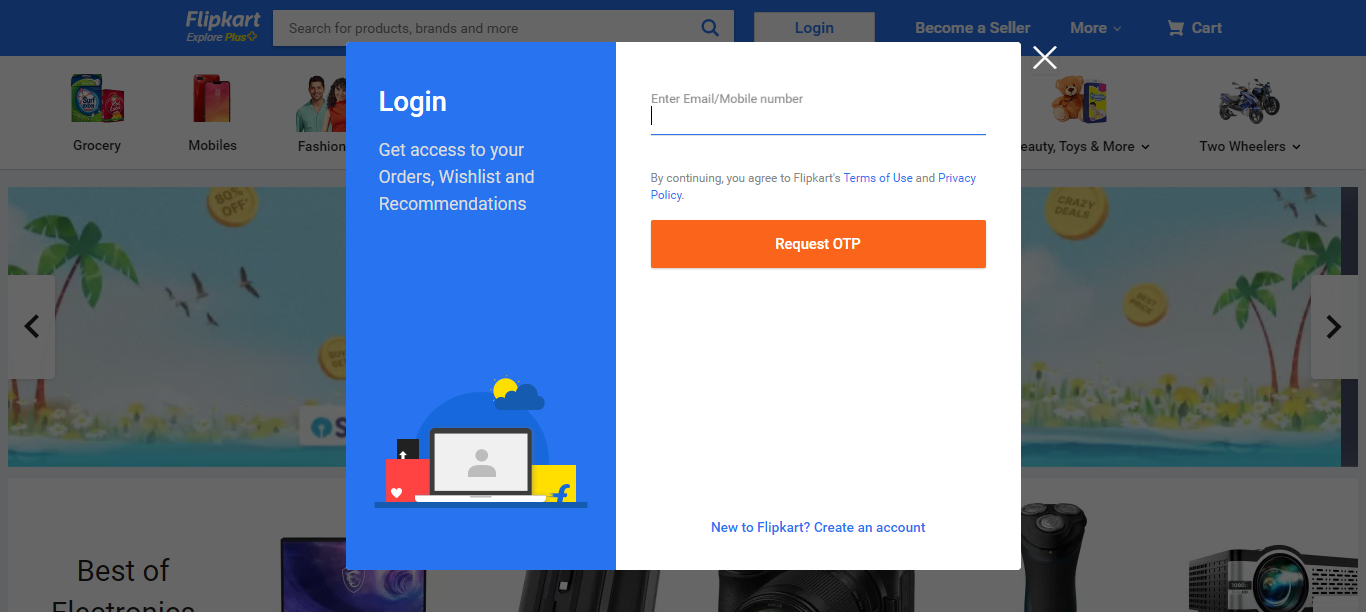 Flipkart
Explore Plus
Search for products, brands and more
Login
Become a Seller
More
Cart
Grocery
Mobiles
Fashion
eauty, Toys & More
Two Wheelers
Login
Get access to your
Orders, Wishlist and
Recommendations
Enter Email/Mobile number
By continuing, you agree to Flipkart's Terms of Use and Privacy
Policy.
Request OTP
New to Flipkart? Create an account
80%
OFF*
CRAZY
DEALS
BEST
PRICE
Best of
Electronics